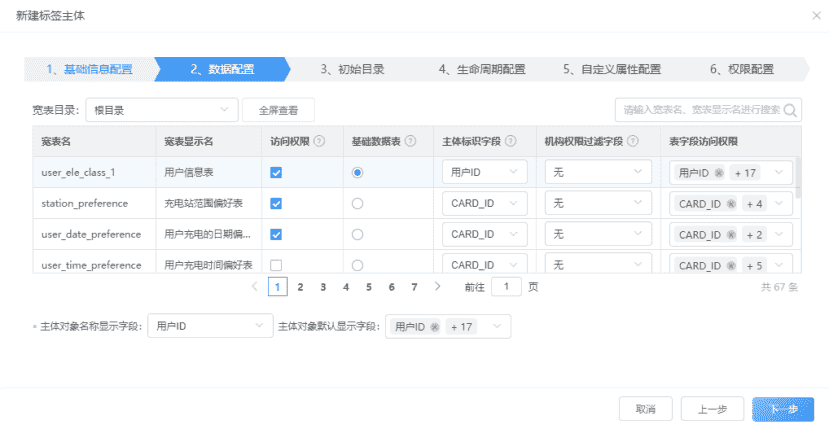 新建标签主体
1、基础信息配置 2、数据配置 3、初始目录 4、生命周期配置 5、自定义属性配置 6、权限配置
宽表目录: 根目录 全屏查看 请输入宽表名、宽表显示名进行搜索
宽表名 宽表显示名 访问权限 基础数据表 主体标识字段 机构权限过滤字段 表字段访问权限
user_ele_class_1 用户信息表 用户ID 无 用户ID + 17
station_preference 充电站范围偏好表 CARD_ID 无 CARD_ID + 4
user_date_preference 用户充电的日期偏... CARD_ID 无 CARD_ID + 2
user_time_preference 用户充电时间偏好表 CARD_ID 无 CARD_ID + 5
1 2 3 4 5 6 7 前往 1 页 共 67 条
主体对象名称显示字段: 用户ID 主体对象默认显示字段: 用户ID + 17
取消 上一步 下一步